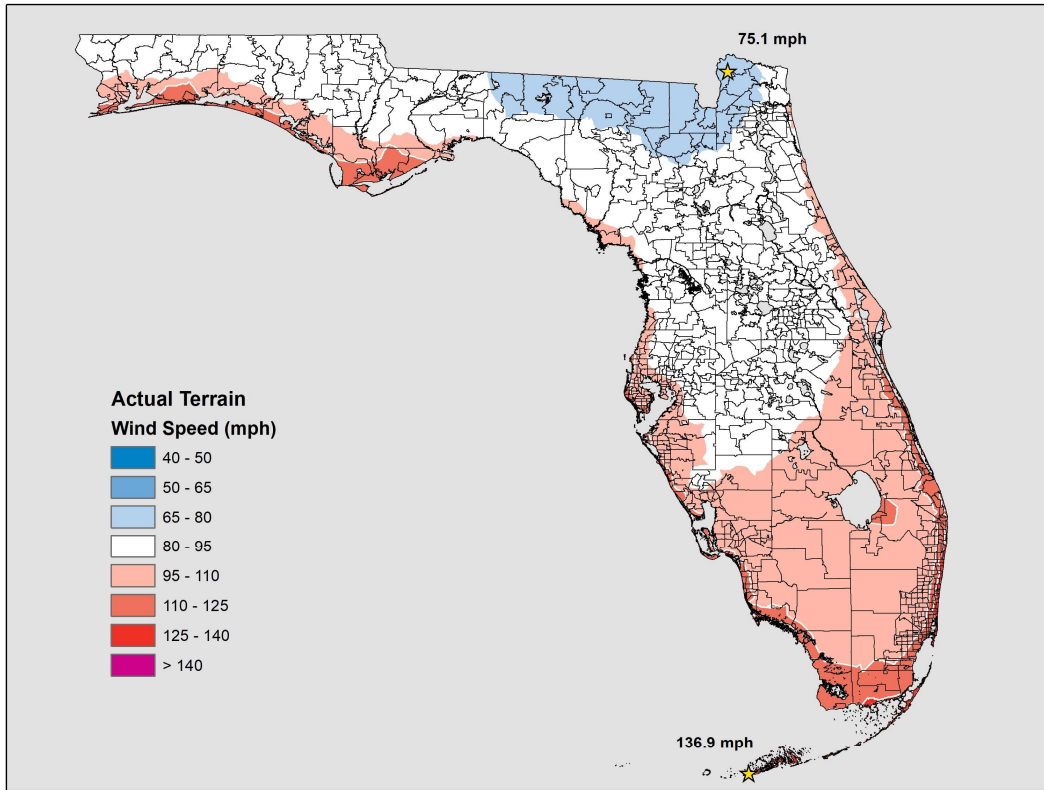 75.1 mph
Actual Terrain
Wind Speed (mph)
40 - 50
50 - 65
65 - 80
80 - 95
95 - 110
110 - 125
125 - 140
> 140
136.9 mph